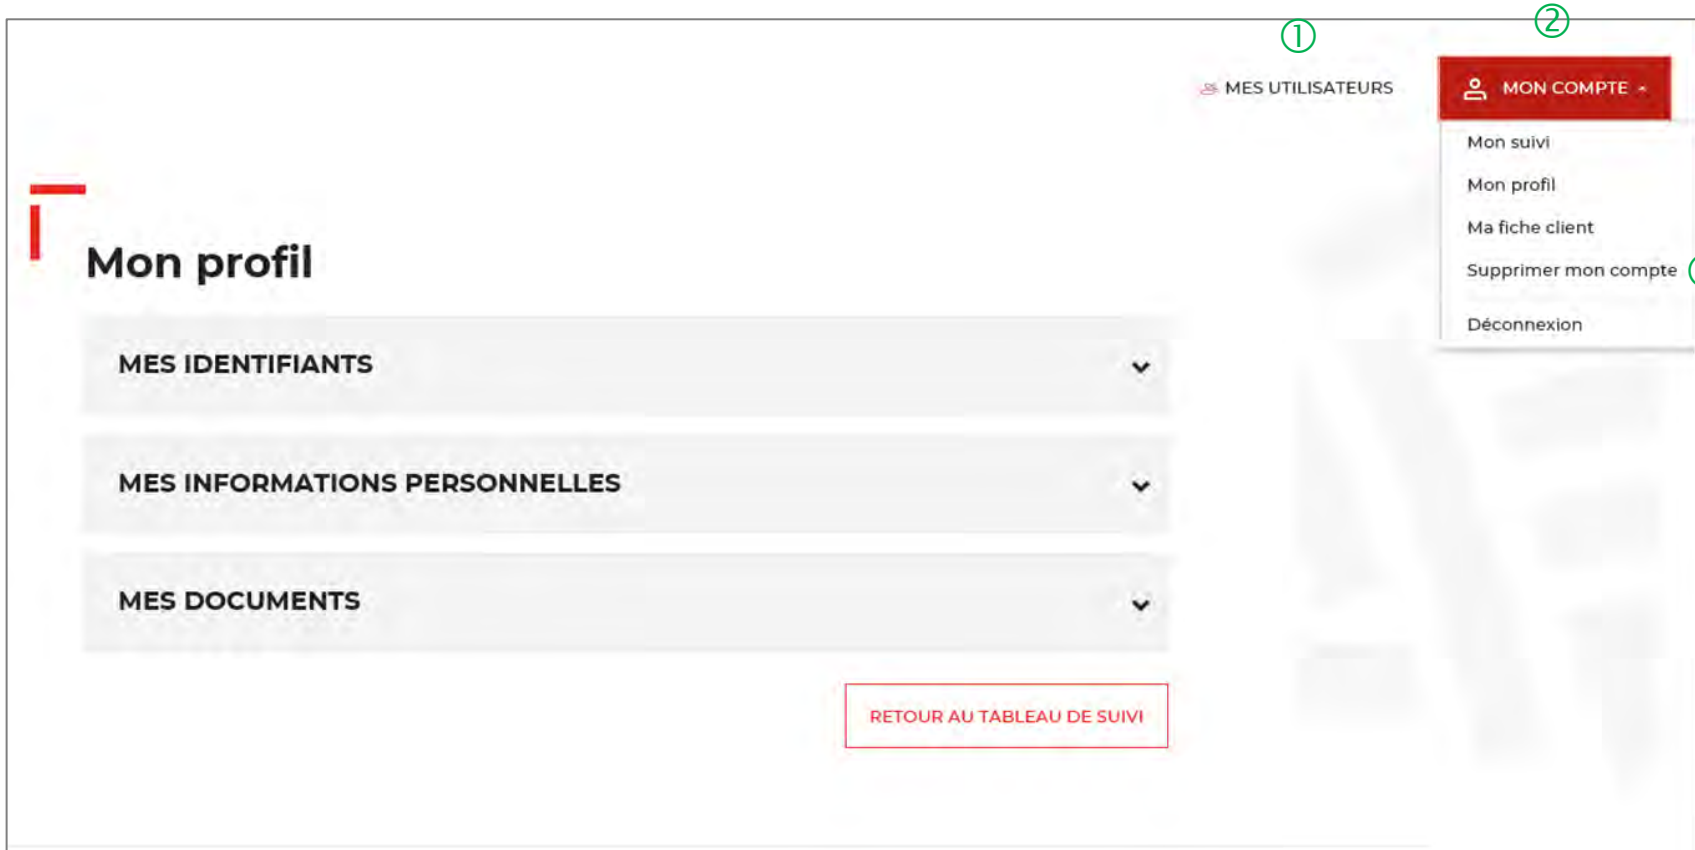 ① ②
MES UTILISATEURS
MON COMPTE
Mon suivi
Mon profil
Ma fiche client
Supprimer mon compte
Déconnexion
Mon profil
MES IDENTIFIANTS
MES INFORMATIONS PERSONNELLES
MES DOCUMENTS
RETOUR AU TABLEAU DE SUIVI